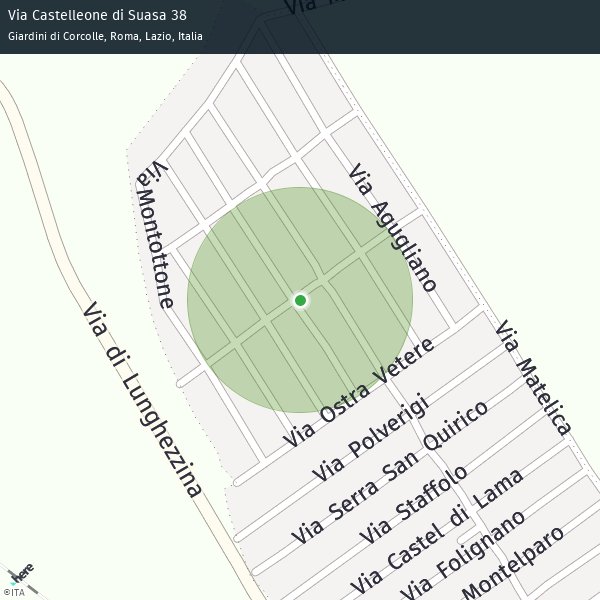 Via Castelleone di Suasa 38
Giardini di Corcolle, Roma, Lazio, Italia
Via
Via Montottone
Via Agugliano
Via di Lunghezzina
Via Ostra Vetere
Via Matelica
Via Polverigi
Via Serra San Quirico
Via Staffolo
Via Castel di Lama
Via Folignano
Montelparo
here
©ITA